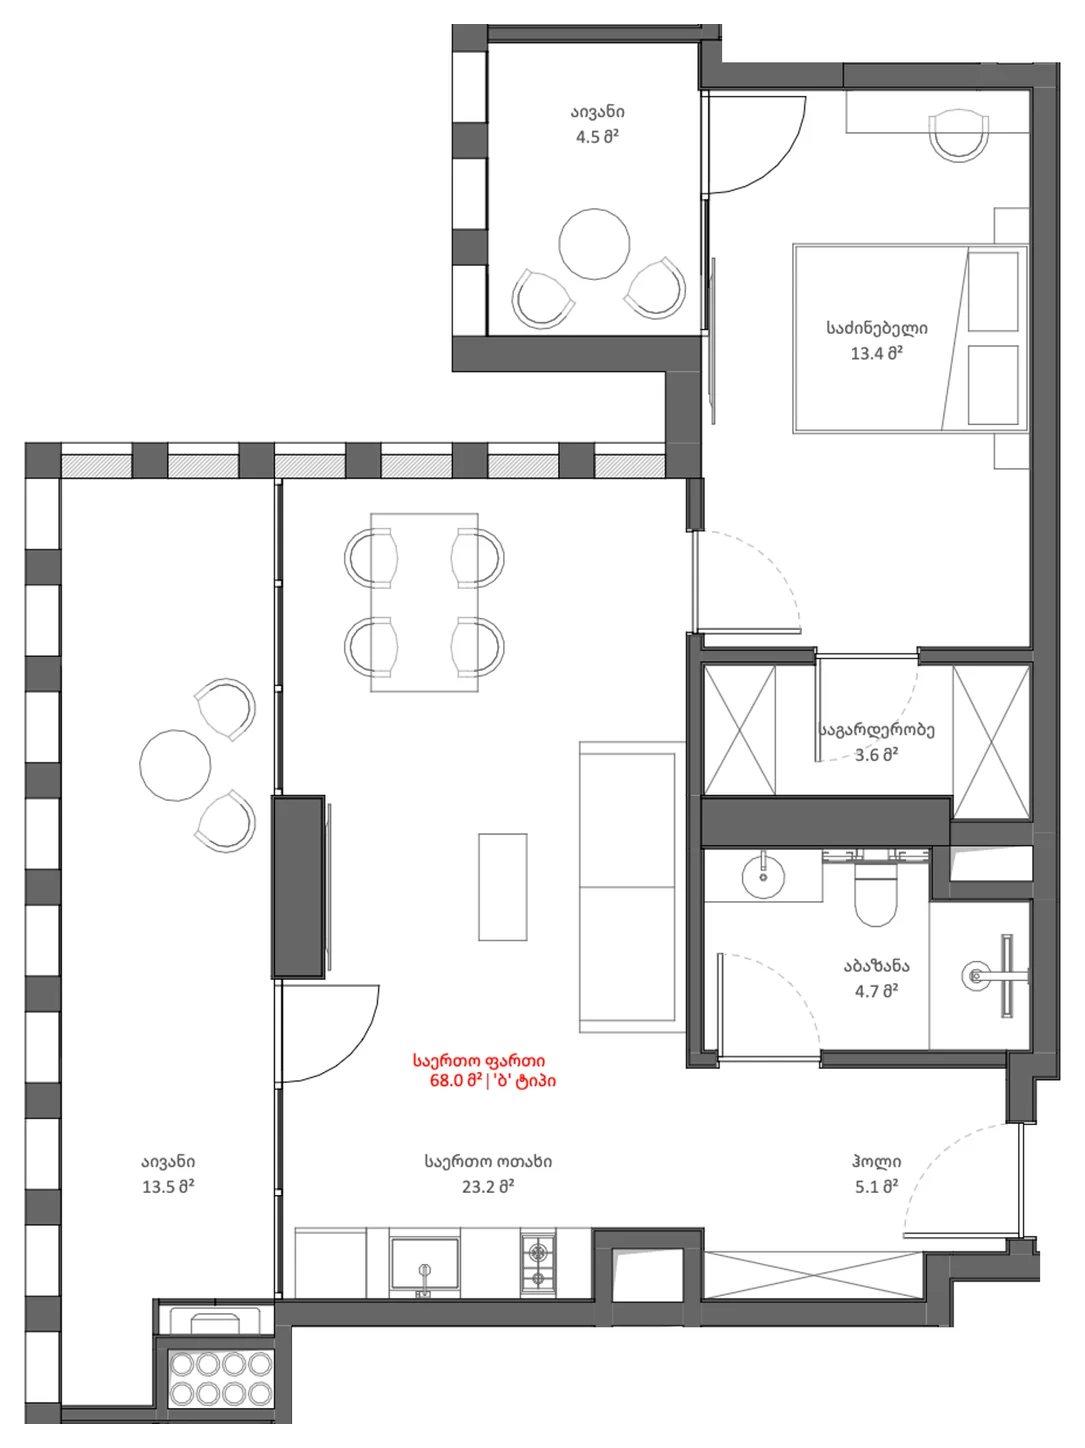 აივანი
4.5 მ²
საძინებელი
13.4 მ²
საგარდერობე
3.6 მ²
აბაზანა
4.7 მ²
საერთო ფართი
68.0 მ² | 'ბ' ტიპი
აივანი
13.5 მ²
საერთო ოთახი
23.2 მ²
ჰოლი
5.1 მ²